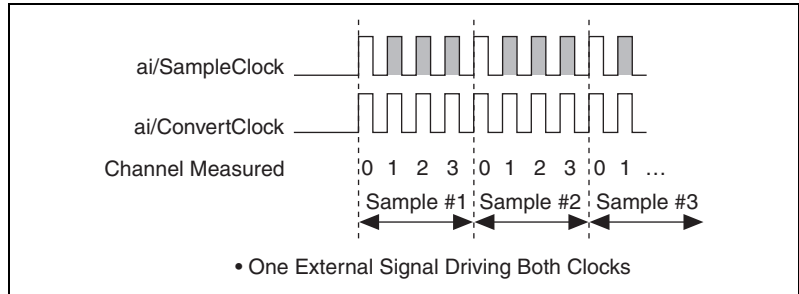 ai/SampleClock
ai/ConvertClock
Channel Measured 0 1 2 3 0 1 2 3 0 1 …
Sample #1 Sample #2 Sample #3
• One External Signal Driving Both Clocks